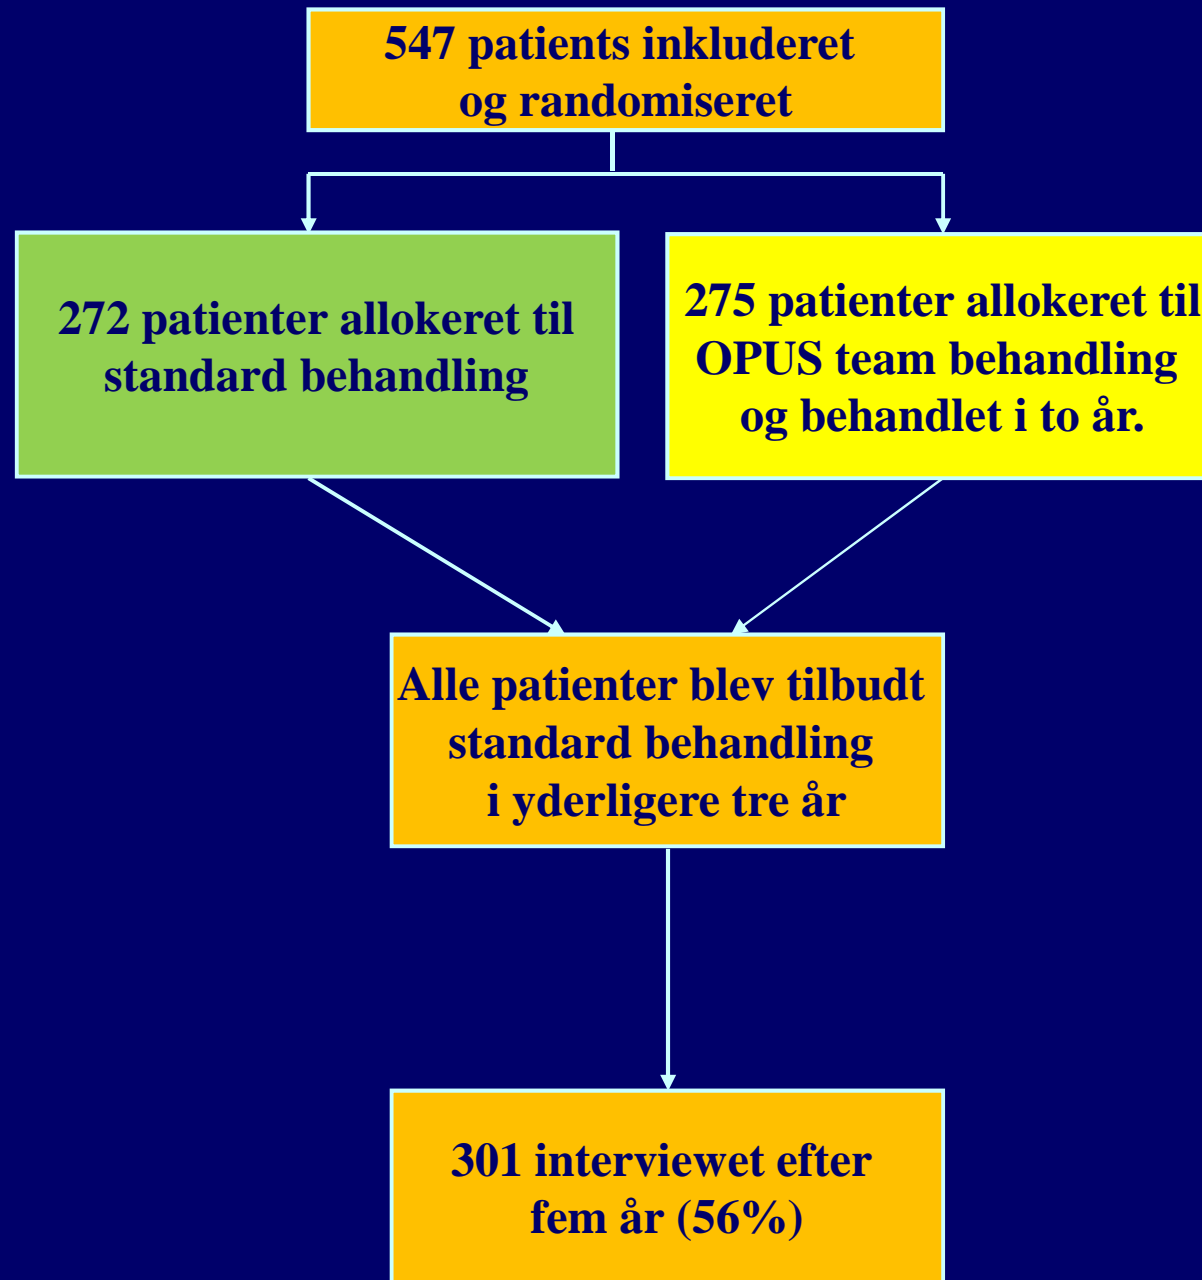 547 patients inkluderet
og randomiseret
272 patienter allokeret til
standard behandling
275 patienter allokeret til
OPUS team behandling
og behandlet i to år.
Alle patienter blev tilbudt
standard behandling
i yderligere tre år
301 interviewet efter
fem år (56%)